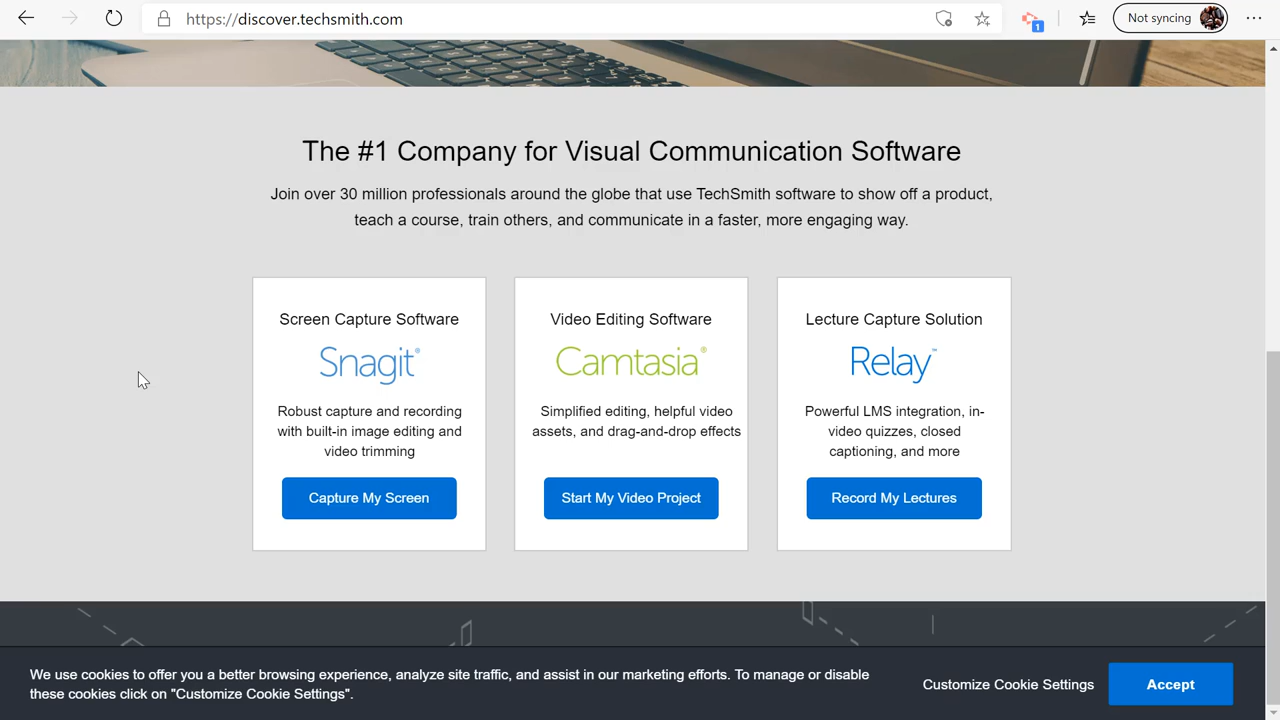 https://discover.techsmith.com
1
Not syncing
The #1 Company for Visual Communication Software
Join over 30 million professionals around the globe that use TechSmith software to show off a product,
teach a course, train others, and communicate in a faster, more engaging way.
Screen Capture Software
Snagit®
Robust capture and recording
with built-in image editing and
video trimming
Capture My Screen
Video Editing Software
Camtasia®
Simplified editing, helpful video
assets, and drag-and-drop effects
Start My Video Project
Lecture Capture Solution
Relay™
Powerful LMS integration, in-
video quizzes, closed
captioning, and more
Record My Lectures
We use cookies to offer you a better browsing experience, analyze site traffic, and assist in our marketing efforts. To manage or disable
these cookies click on "Customize Cookie Settings".
Customize Cookie Settings
Accept